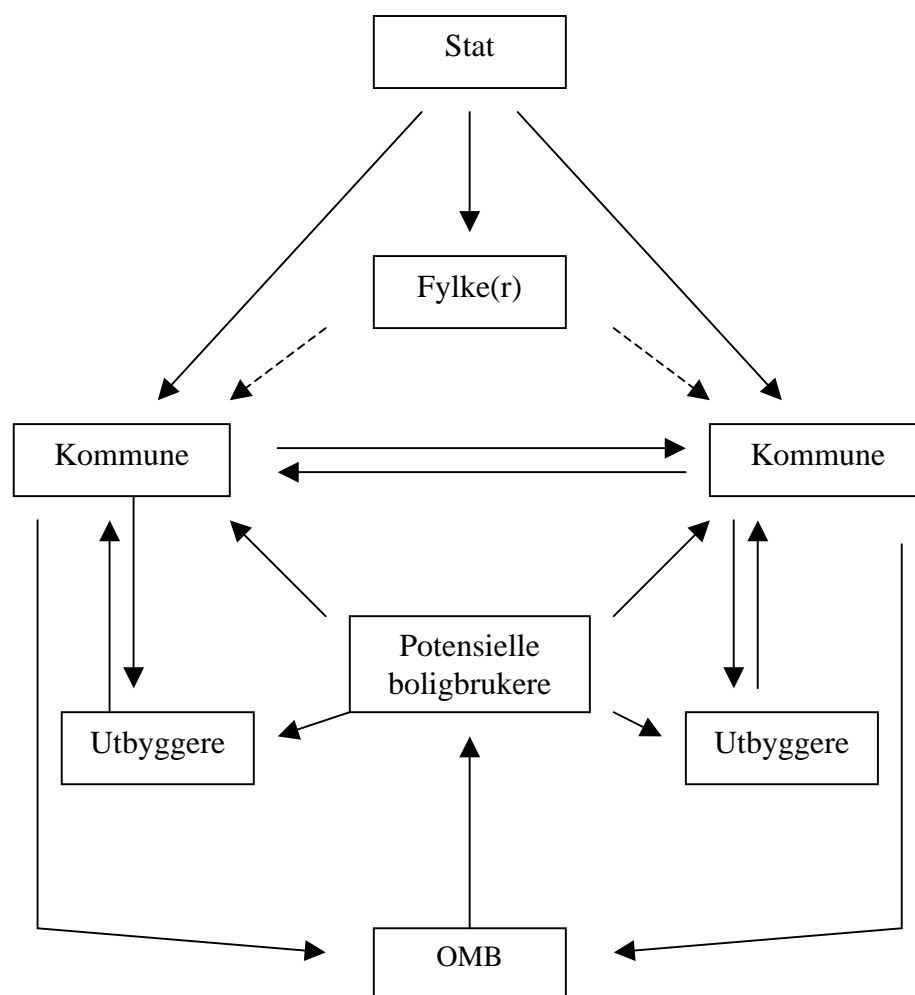 Stat
Fylke(r)
Kommune
Kommune
Potensielle
boligbrukere
Utbyggere
Utbyggere
OMB